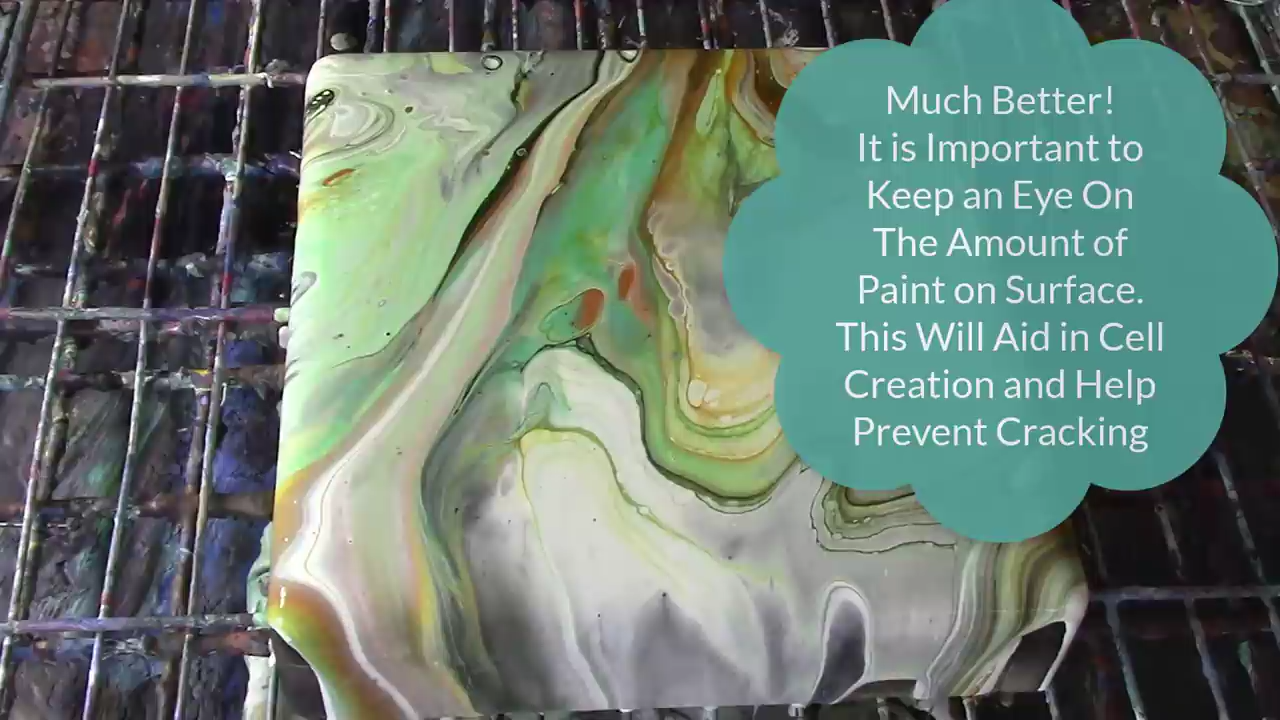 Much Better!
It is Important to
Keep an Eye On
The Amount of
Paint on Surface.
This Will Aid in Cell
Creation and Help
Prevent Cracking